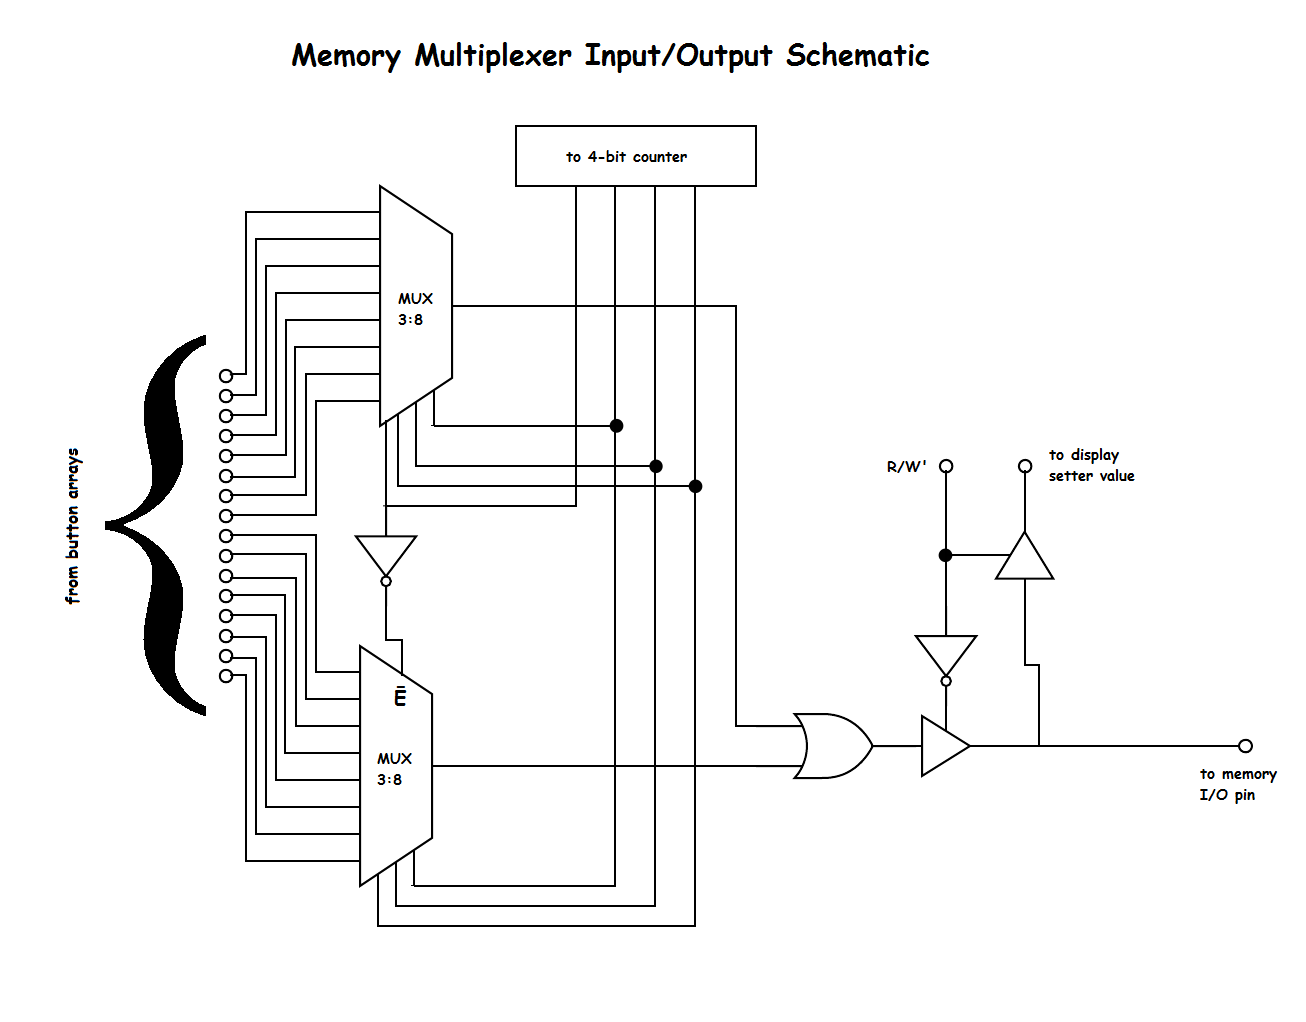 Memory Multiplexer Input/Output Schematic
to 4-bit counter
MUX
3:8
from button arrays
R/W'
to display
setter value
Ē
MUX
3:8
to memory
I/O pin